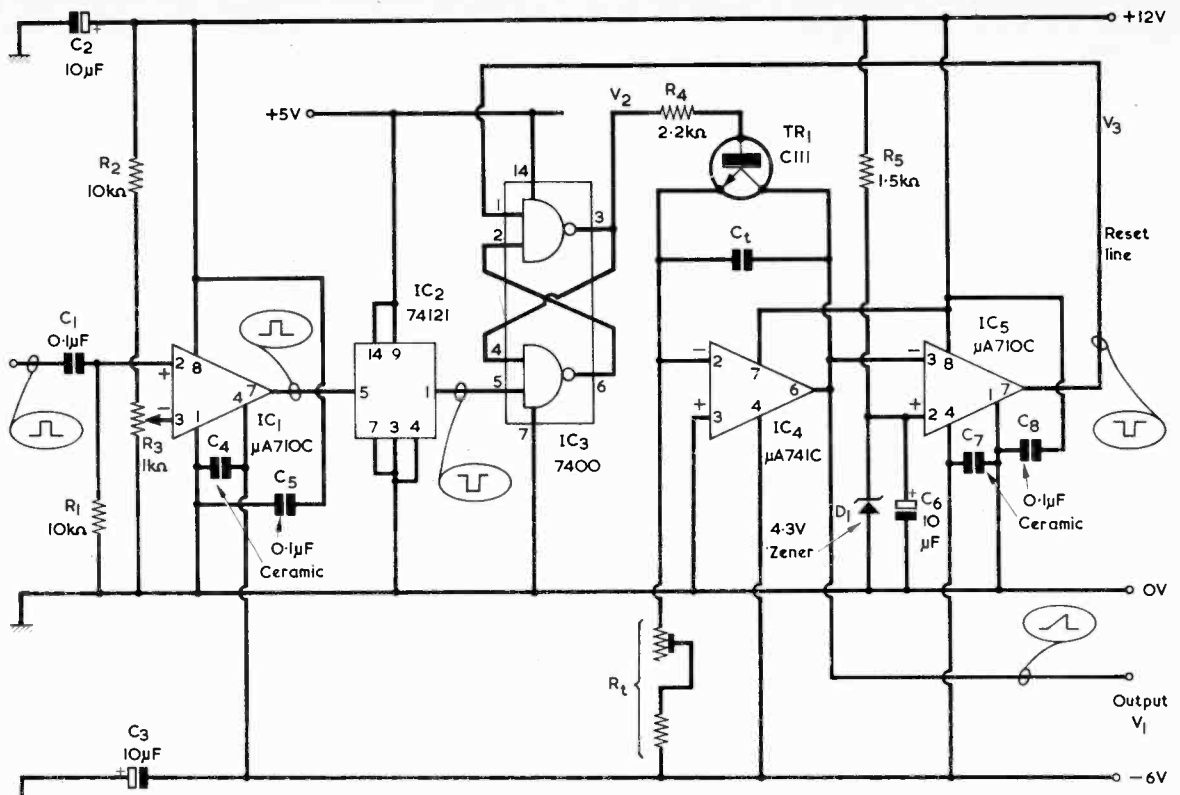 +12V
C2
10μF
+
+5V
V2
R4
2·2kΩ
TR1
C111
V3
R2
10kΩ
14
R5
1·5kΩ
1
3
2
Reset
line
Ct
IC2
74121
C1
0·1μF
14 9
IC5
μA710C
2 8
+
7
5
1
4
5
6
−
2
7
−
3 8
−
3
1
4
IC1
μA710C
7 3 4
7
IC3
7400
+
3
4
6
IC4
μA741C
+
2 4
1
7
R3
1kΩ
C4
C5
C7
C8
R1
10kΩ
0·1μF
Ceramic
4·3V
Zener
D1
+
C6
10
μF
0·1μF
Ceramic
0V
Rt
Output
V1
C3
10μF
+
−6V